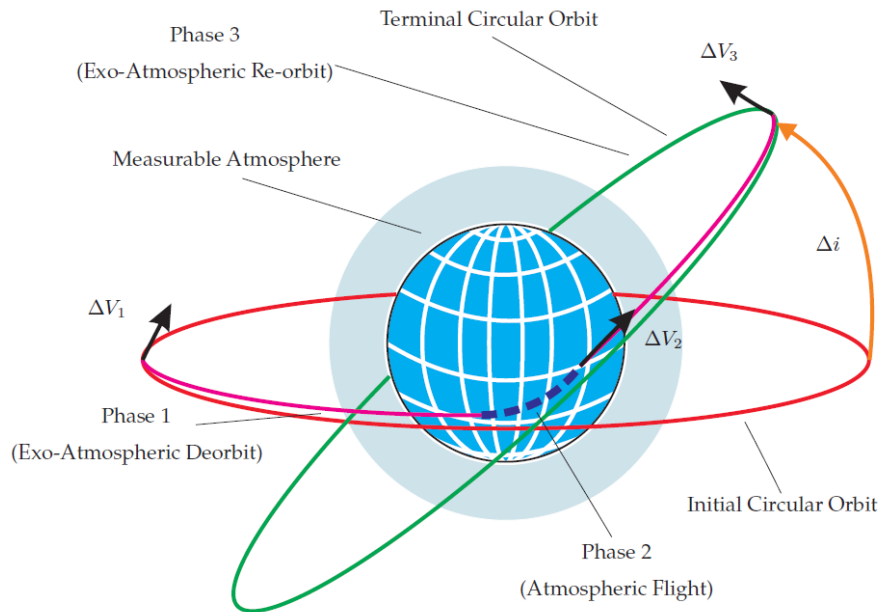 Phase 3
(Exo-Atmospheric Re-orbit)
Terminal Circular Orbit
ΔV₃
Measurable Atmosphere
Δi
ΔV₁
ΔV₂
Phase 1
(Exo-Atmospheric Deorbit)
Initial Circular Orbit
Phase 2
(Atmospheric Flight)